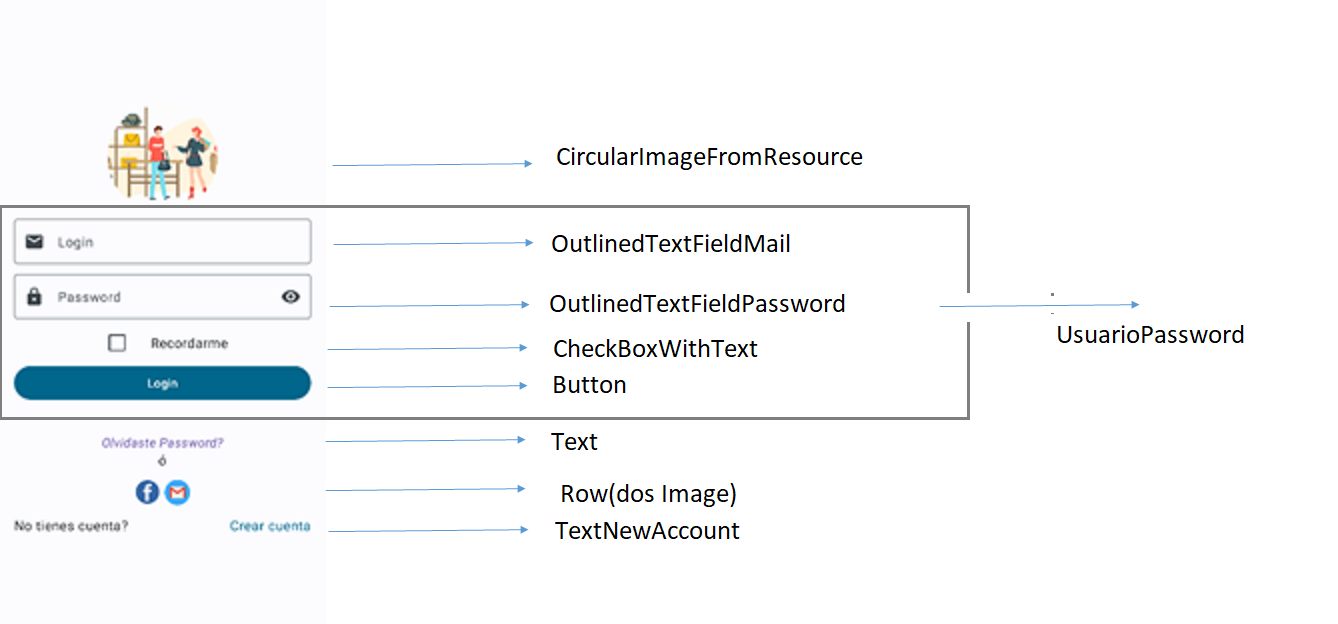 CircularImageFromResource
Login
OutlinedTextFieldMail
Password
OutlinedTextFieldPassword
UsuarioPassword
Recordarme
CheckBoxWithText
Login
Button
Olvidaste Password?
Text
ó
Row(dos Image)
No tienes cuenta?
Crear cuenta
TextNewAccount